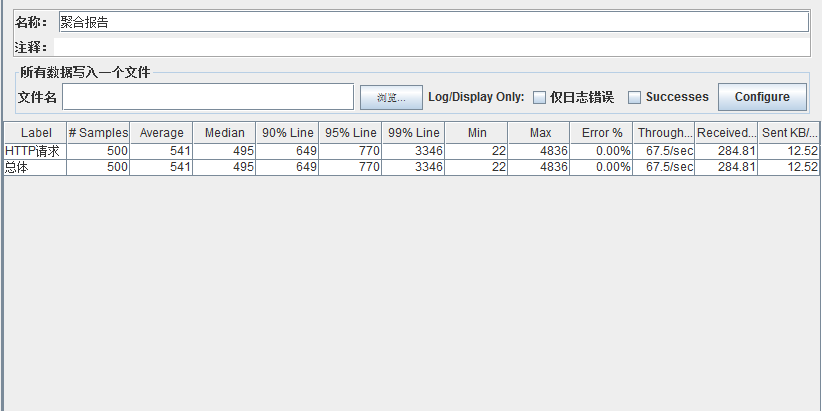 名称： 聚合报告
注释：
所有数据写入一个文件
文件名 浏览... Log/Display Only: 仅日志错误 Successes Configure
Label # Samples Average Median 90% Line 95% Line 99% Line Min Max Error % Through... Received... Sent KB/...
HTTP请求 500 541 495 649 770 3346 22 4836 0.00% 67.5/sec 284.81 12.52
总体 500 541 495 649 770 3346 22 4836 0.00% 67.5/sec 284.81 12.52